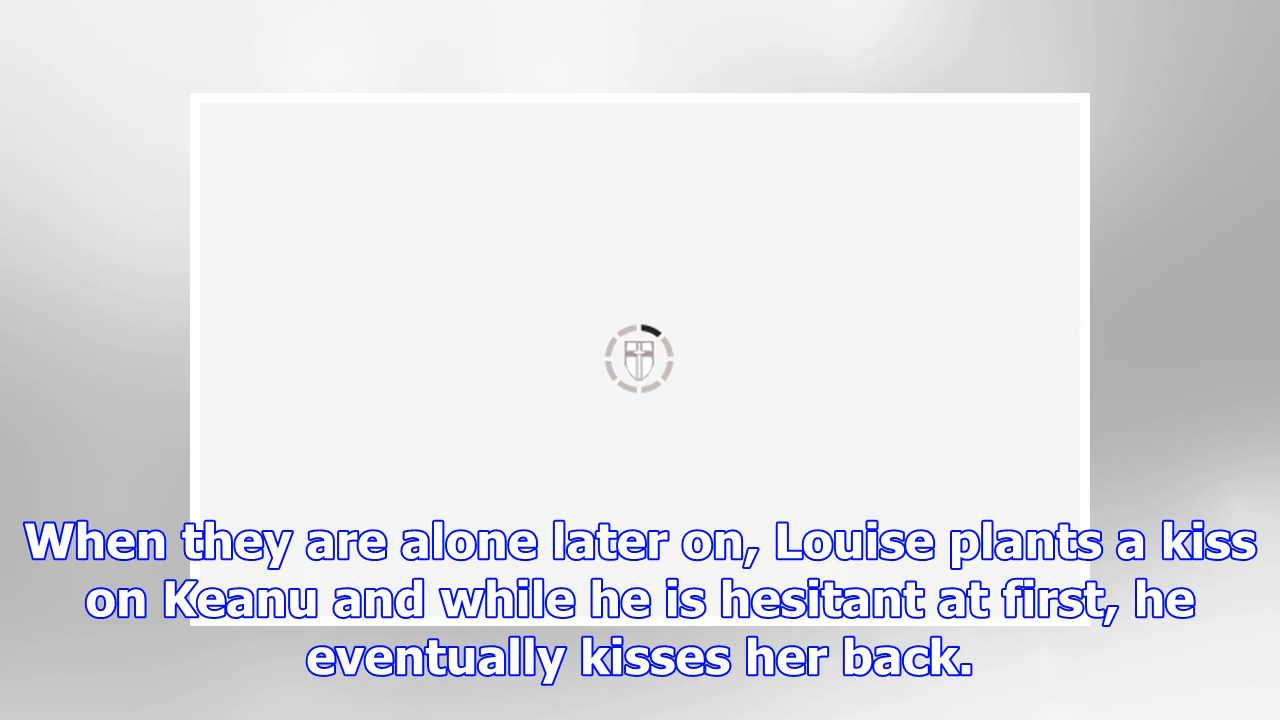 When they are alone later on, Louise plants a kiss
on Keanu and while he is hesitant at first, he
eventually kisses her back.